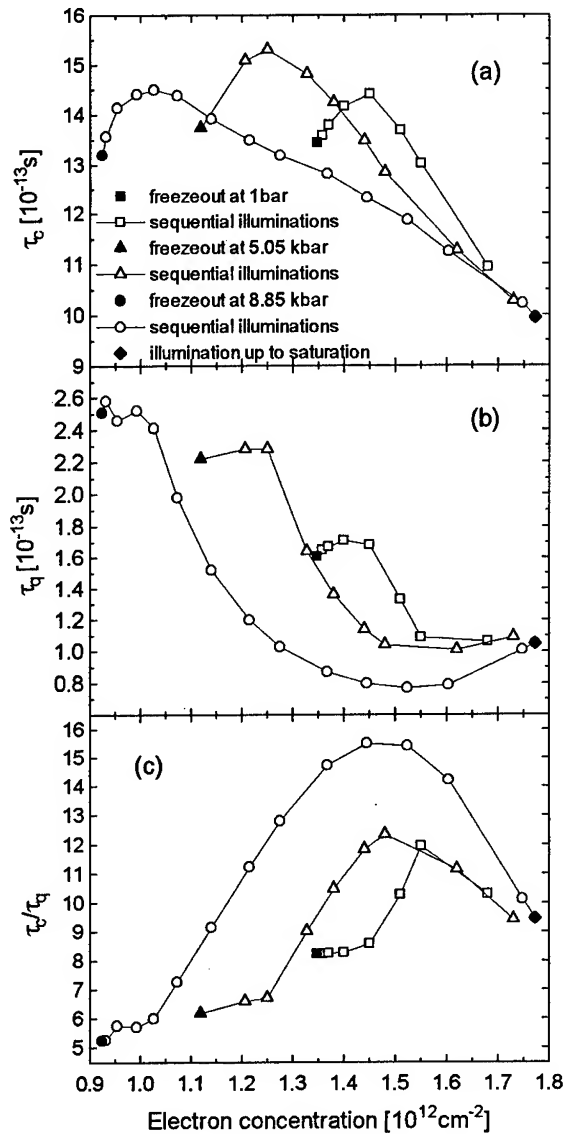 16
15
14
13
12
11
10
9
τc [10-13s]
(a)
freezeout at 1bar
sequential illuminations
freezeout at 5.05 kbar
sequential illuminations
freezeout at 8.85 kbar
sequential illuminations
illumination up to saturation
2.6
2.4
2.2
2.0
1.8
1.6
1.4
1.2
1.0
0.8
τq [10-13s]
(b)
16
15
14
13
12
11
10
9
8
7
6
5
τc/τq
(c)
0.9 1.0 1.1 1.2 1.3 1.4 1.5 1.6 1.7 1.8
Electron concentration [1012cm-2]